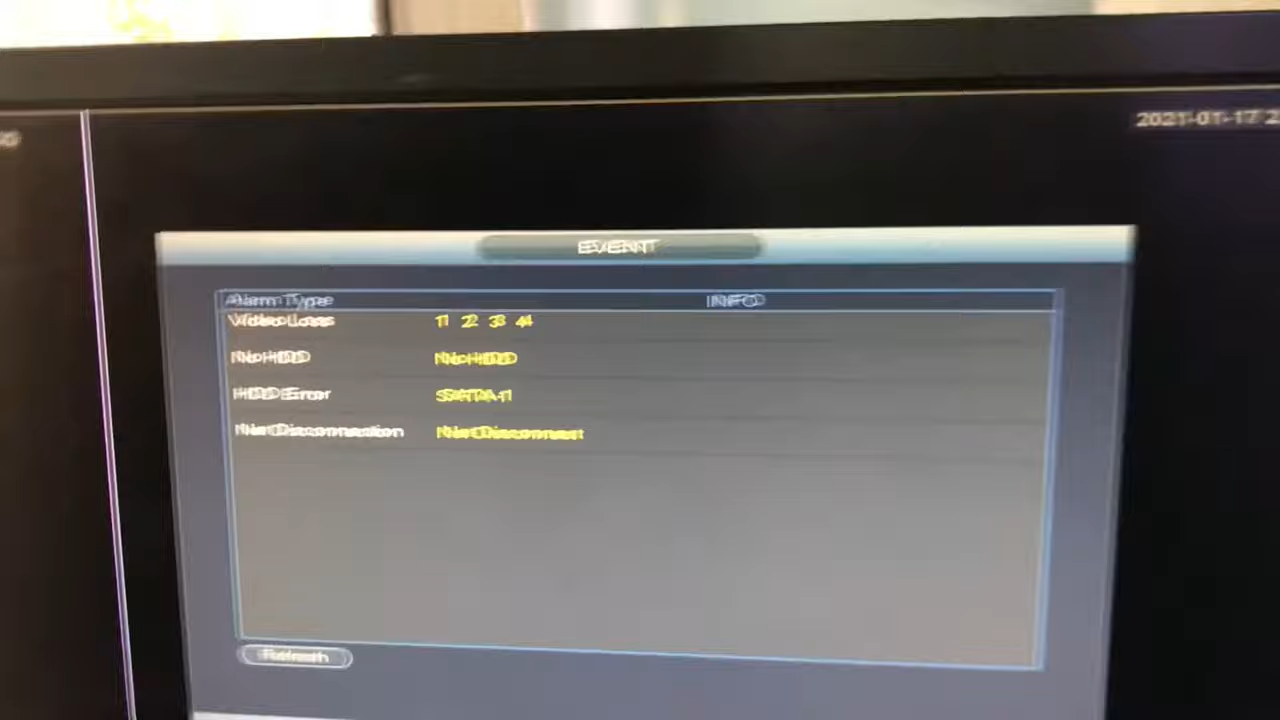 2021-01-17
EVENT
Alarm Type INFO
Video Loss 1 2 3 4
No HDD No HDD
HDD Error SATA-1
Net Disconnection Net Disconnect
Refresh